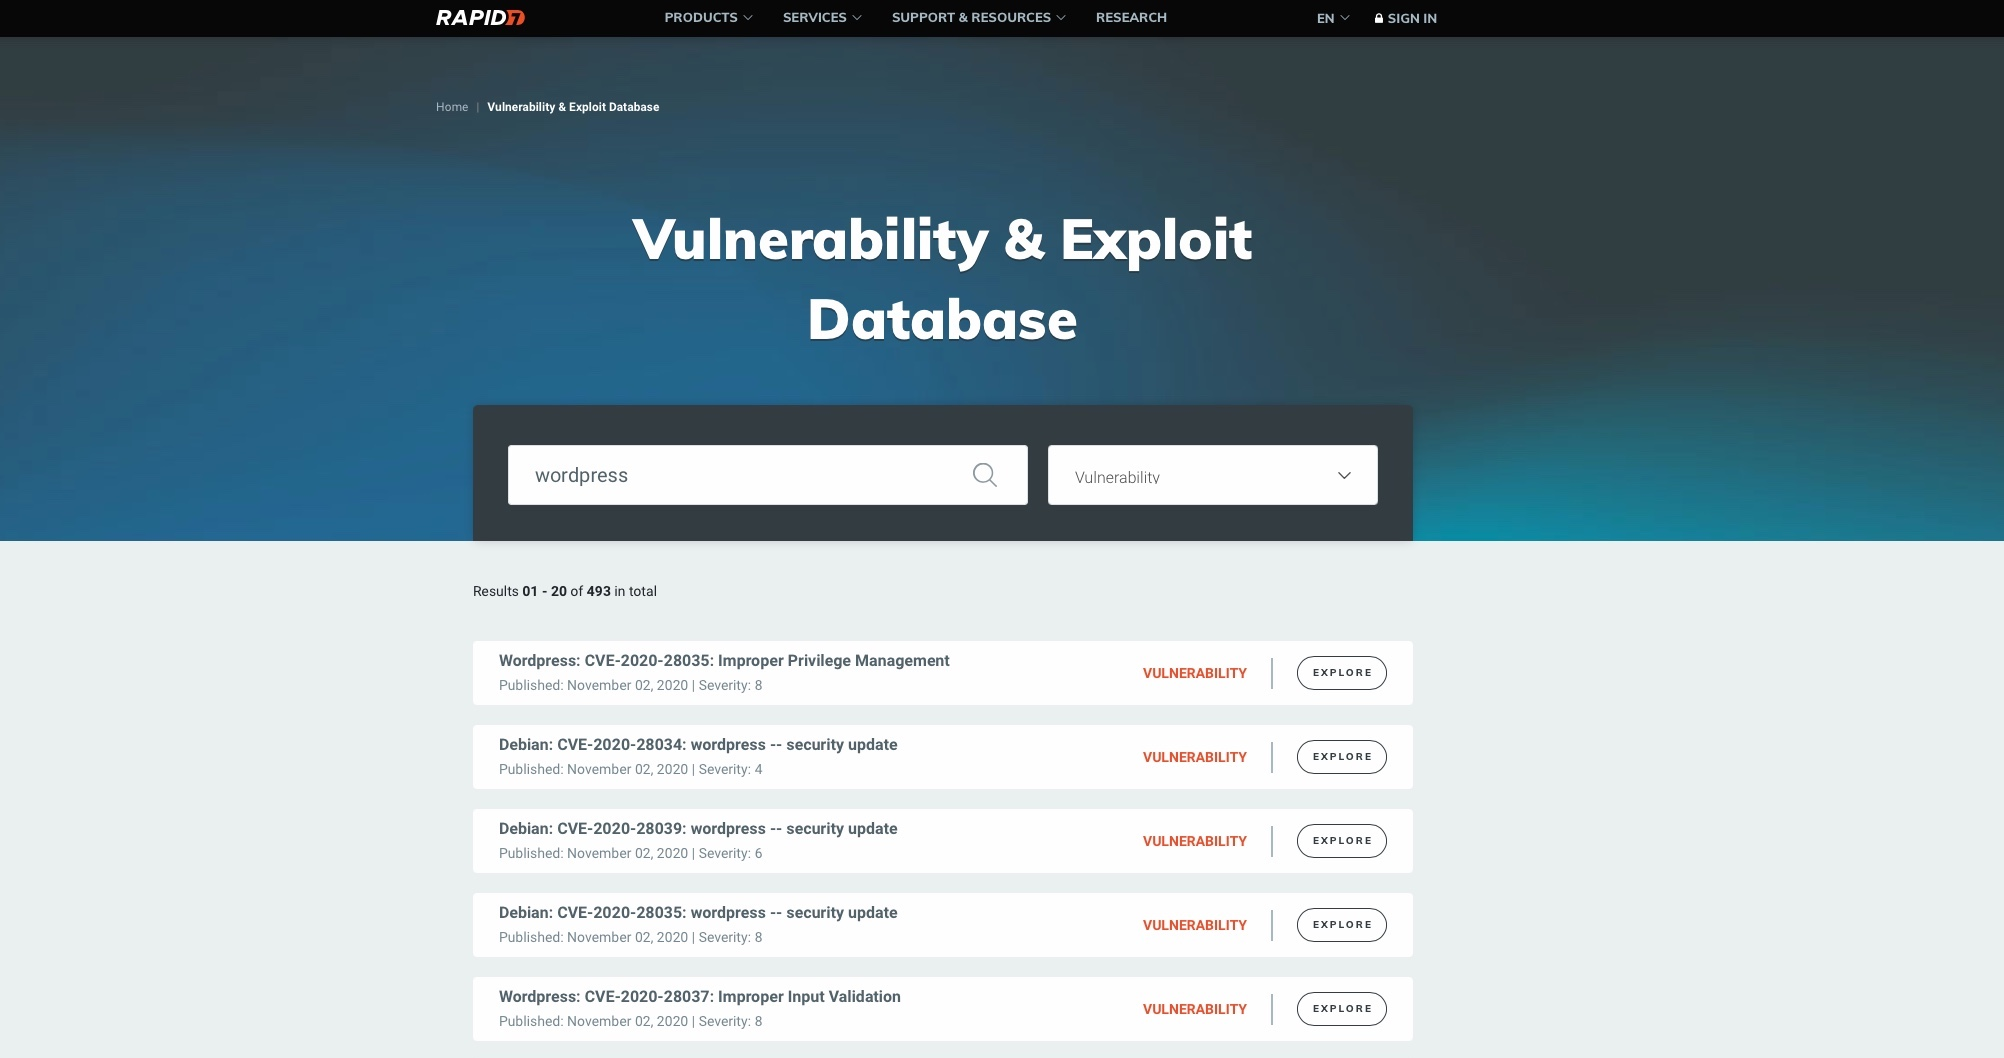 RAPID7 PRODUCTS SERVICES SUPPORT & RESOURCES RESEARCH EN SIGN IN
Home | Vulnerability & Exploit Database
Vulnerability & Exploit
Database
wordpress Vulnerability
Results 01 - 20 of 493 in total
Wordpress: CVE-2020-28035: Improper Privilege Management
Published: November 02, 2020 | Severity: 8
VULNERABILITY EXPLORE
Debian: CVE-2020-28034: wordpress -- security update
Published: November 02, 2020 | Severity: 4
VULNERABILITY EXPLORE
Debian: CVE-2020-28039: wordpress -- security update
Published: November 02, 2020 | Severity: 6
VULNERABILITY EXPLORE
Debian: CVE-2020-28035: wordpress -- security update
Published: November 02, 2020 | Severity: 8
VULNERABILITY EXPLORE
Wordpress: CVE-2020-28037: Improper Input Validation
Published: November 02, 2020 | Severity: 8
VULNERABILITY EXPLORE